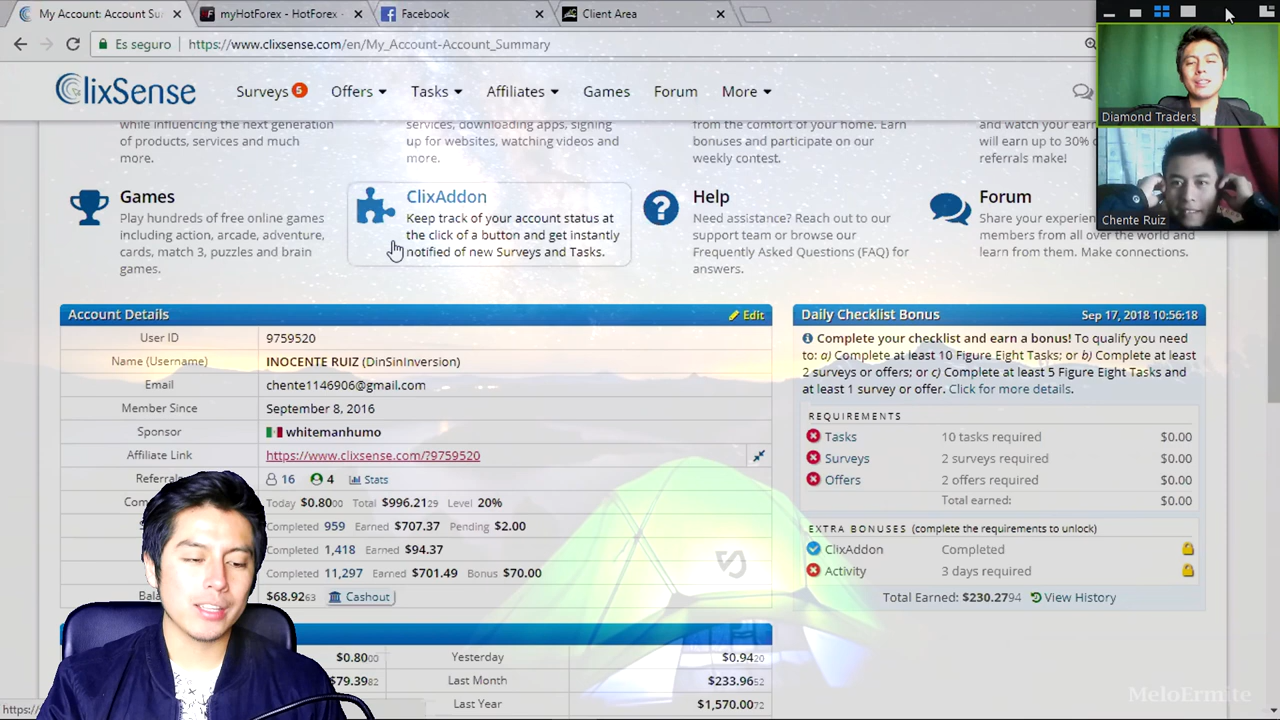 My Account: Account Sum
myHotForex - HotForex -
Facebook
Client Area
Es seguro
https://www.clixsense.com/en/My_Account-Account_Summary
ClixSense
Surveys 5
Offers
Tasks
Affiliates
Games
Forum
More
Diamond Traders
Chente Ruiz
while influencing the next generation
of products, services and much
more.
services, downloading apps, signing
up for websites, watching videos and
more.
from the comfort of your home. Earn
bonuses and participate on our
weekly contest.
and watch your earn
will earn up to 30%
referrals make!
Games
Play hundreds of free online games
including action, arcade, adventure,
cards, match 3, puzzles and brain
games.
ClixAddon
Keep track of your account status at
the click of a button and get instantly
notified of new Surveys and Tasks.
Help
Need assistance? Reach out to our
support team or browse our
Frequently Asked Questions (FAQ) for
answers.
Forum
Share your experien
members from all over the world and
learn from them. Make connections.
Account Details
Edit
User ID 9759520
Name (Username) INOCENTE RUIZ (DinSinInversion)
Email chente1146906@gmail.com
Member Since September 8, 2016
Sponsor whitemanhumo
Affiliate Link https://www.clixsense.com/?9759520
Referrals 16 4 Stats
Today $0.8000 Total $996.2129 Level 20%
Completed 959 Earned $707.37 Pending $2.00
Completed 1,418 Earned $94.37
Completed 11,297 Earned $701.49 Bonus $70.00
$68.9263 Cashout
$0.8000 Yesterday $0.9420
$79.3982 Last Month $233.9652
Last Year $1,570.0072
Daily Checklist Bonus
Sep 17, 2018 10:56:18
Complete your checklist and earn a bonus! To qualify you need
to: a) Complete at least 10 Figure Eight Tasks; or b) Complete at least
2 surveys or offers; or c) Complete at least 5 Figure Eight Tasks and
at least 1 survey or offer. Click for more details.
REQUIREMENTS
Tasks 10 tasks required $0.00
Surveys 2 surveys required $0.00
Offers 2 offers required $0.00
Total earned: $0.00
EXTRA BONUSES (complete the requirements to unlock)
ClixAddon Completed
Activity 3 days required
Total Earned: $230.2794 View History
MeloErmite
https:/